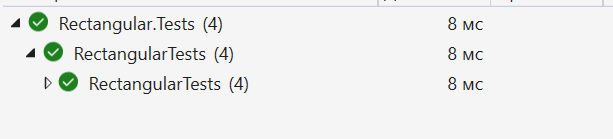 Rectangular.Tests (4) 8 мс
RectangularTests (4) 8 мс
RectangularTests (4) 8 мс